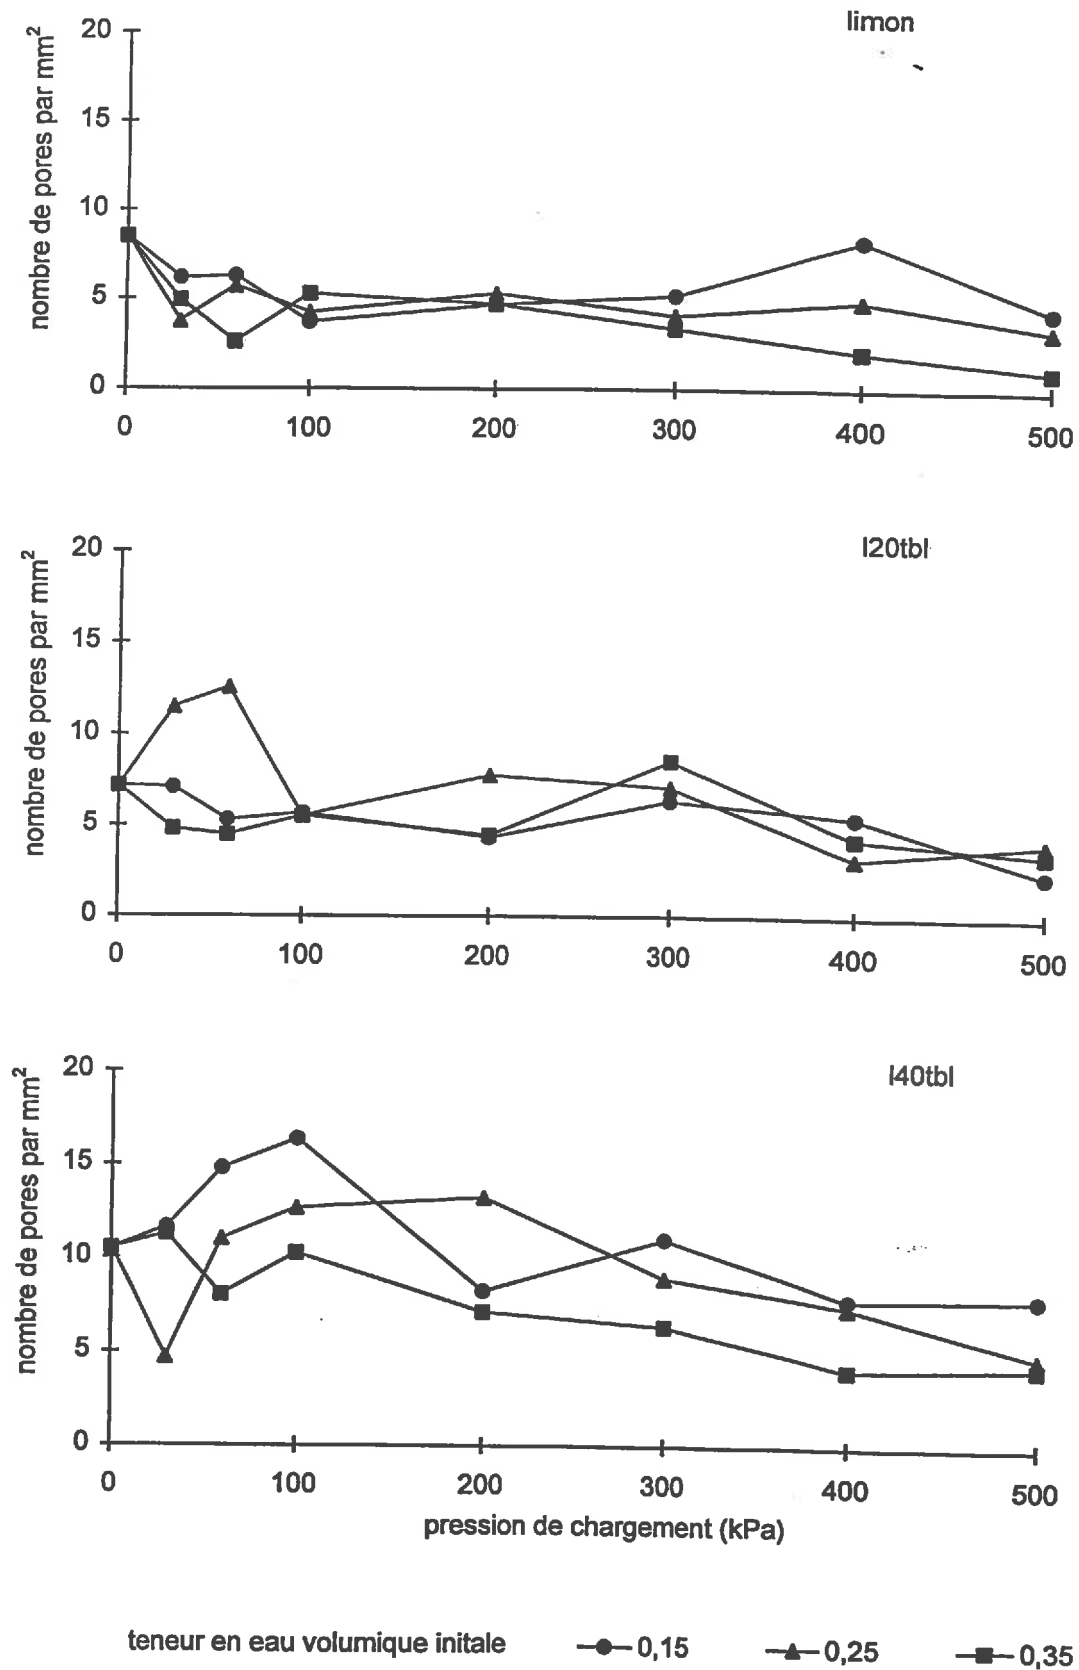 limon
nombre de pores par mm²
20
15
10
5
0
0 100 200 300 400 500
l20tbl
nombre de pores par mm²
20
15
10
5
0
0 100 200 300 400 500
l40tbl
nombre de pores par mm²
20
15
10
5
0
0 100 200 300 400 500
pression de chargement (kPa)
teneur en eau volumique initale 0,15 0,25 0,35